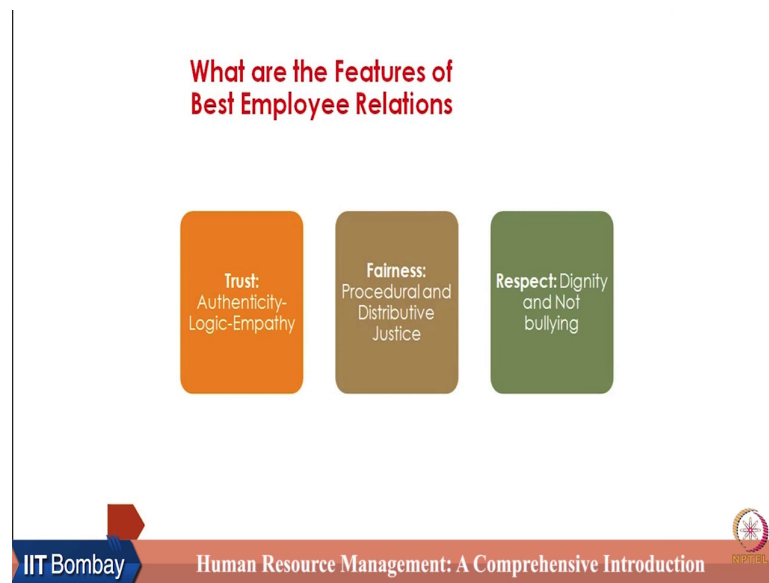 What are the Features of
Best Employee Relations
Trust:
Authenticity-
Logic-Empathy
Fairness:
Procedural and
Distributive
Justice
Respect: Dignity
and Not
bullying
IIT Bombay
Human Resource Management: A Comprehensive Introduction
NPTEL